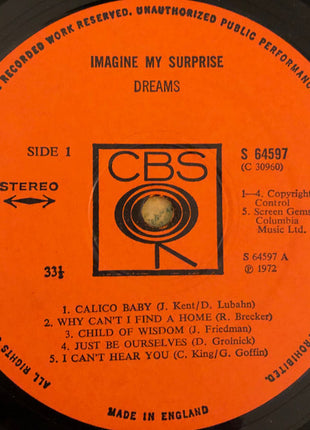 RECORDED WORK RESERVED. UNAUTHORIZED PUBLIC PERFORMANCE
IMAGINE MY SURPRISE
DREAMS
SIDE 1
CBS
S 64597
(C 30960)
STEREO
1—4. Copyright
Control
5. Screen Gems
Columbia
Music Ltd.
33⅓
S 64597 A
℗ 1972
1. CALICO BABY (J. Kent/D. Lubahn)
2. WHY CAN'T I FIND A HOME (R. Brecker)
3. CHILD OF WISDOM (J. Friedman)
4. JUST BE OURSELVES (D. Grolnick)
5. I CAN'T HEAR YOU (C. King/G. Goffin)
ALL RIGHTS
PROHIBITED.
MADE IN ENGLAND